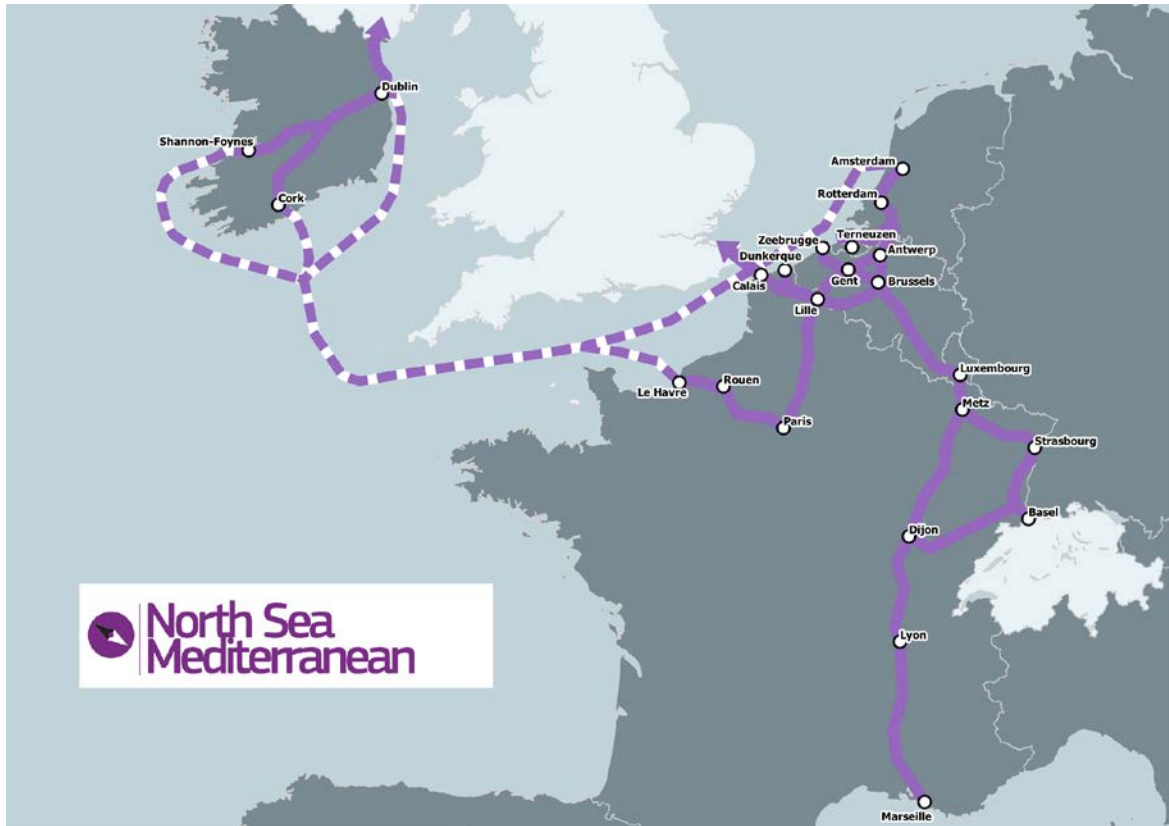 Dublin
Shannon-Foynes
Cork
Amsterdam
Rotterdam
Zeebrugge
Terneuzen
Dunkerque
Antwerp
Calais
Gent
Brussels
Lille
Luxembourg
Le Havre
Rouen
Metz
Paris
Strasbourg
Basel
Dijon
North Sea
Mediterranean
Lyon
Marseille